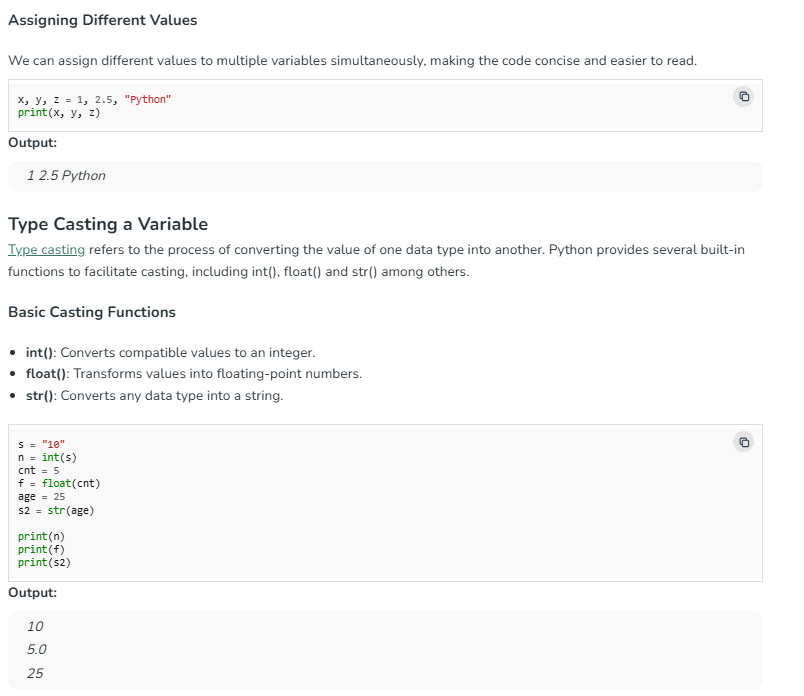 Assigning Different Values
We can assign different values to multiple variables simultaneously, making the code concise and easier to read.
x, y, z = 1, 2.5, "Python"
print(x, y, z)
Output:
1 2.5 Python
Type Casting a Variable
Type casting refers to the process of converting the value of one data type into another. Python provides several built-in
functions to facilitate casting, including int(), float() and str() among others.
Basic Casting Functions
• int(): Converts compatible values to an integer.
• float(): Transforms values into floating-point numbers.
• str(): Converts any data type into a string.
s = "10"
n = int(s)
cnt = 5
f = float(cnt)
age = 25
s2 = str(age)
print(n)
print(f)
print(s2)
Output:
10
5.0
25